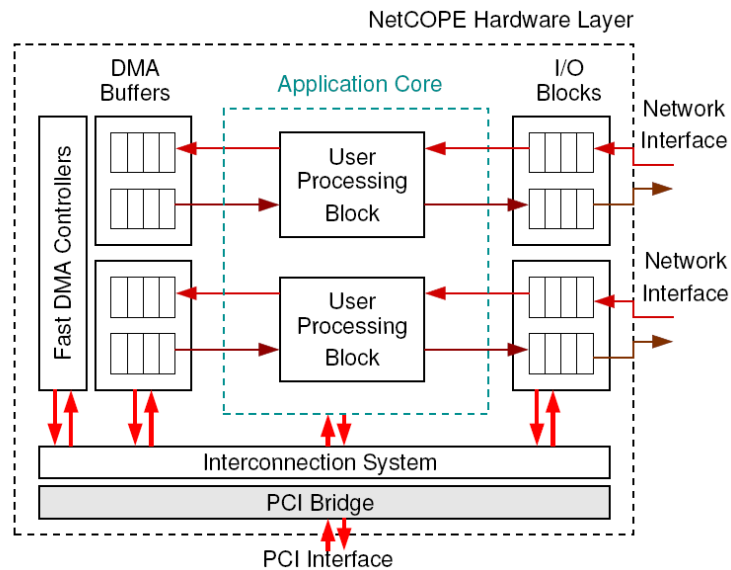 NetCOPE Hardware Layer
DMA
Buffers
Application Core
I/O
Blocks
Network
Interface
Fast DMA Controllers
User
Processing
Block
Network
Interface
User
Processing
Block
Interconnection System
PCI Bridge
PCI Interface